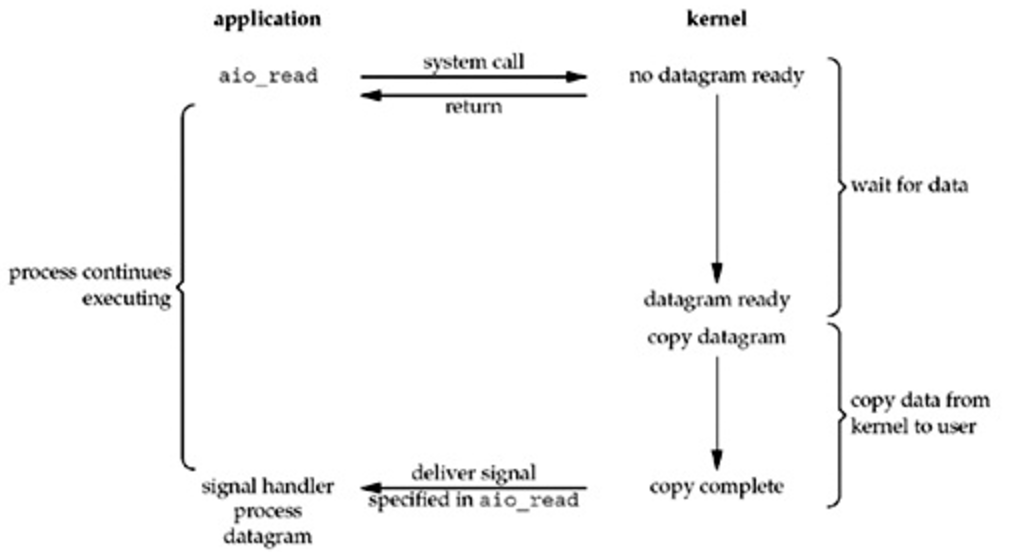 application
kernel
aio_read
system call
no datagram ready
return
wait for data
process continues
executing
datagram ready
copy datagram
copy data from
kernel to user
deliver signal
signal handler
specified in aio_read
copy complete
process
datagram